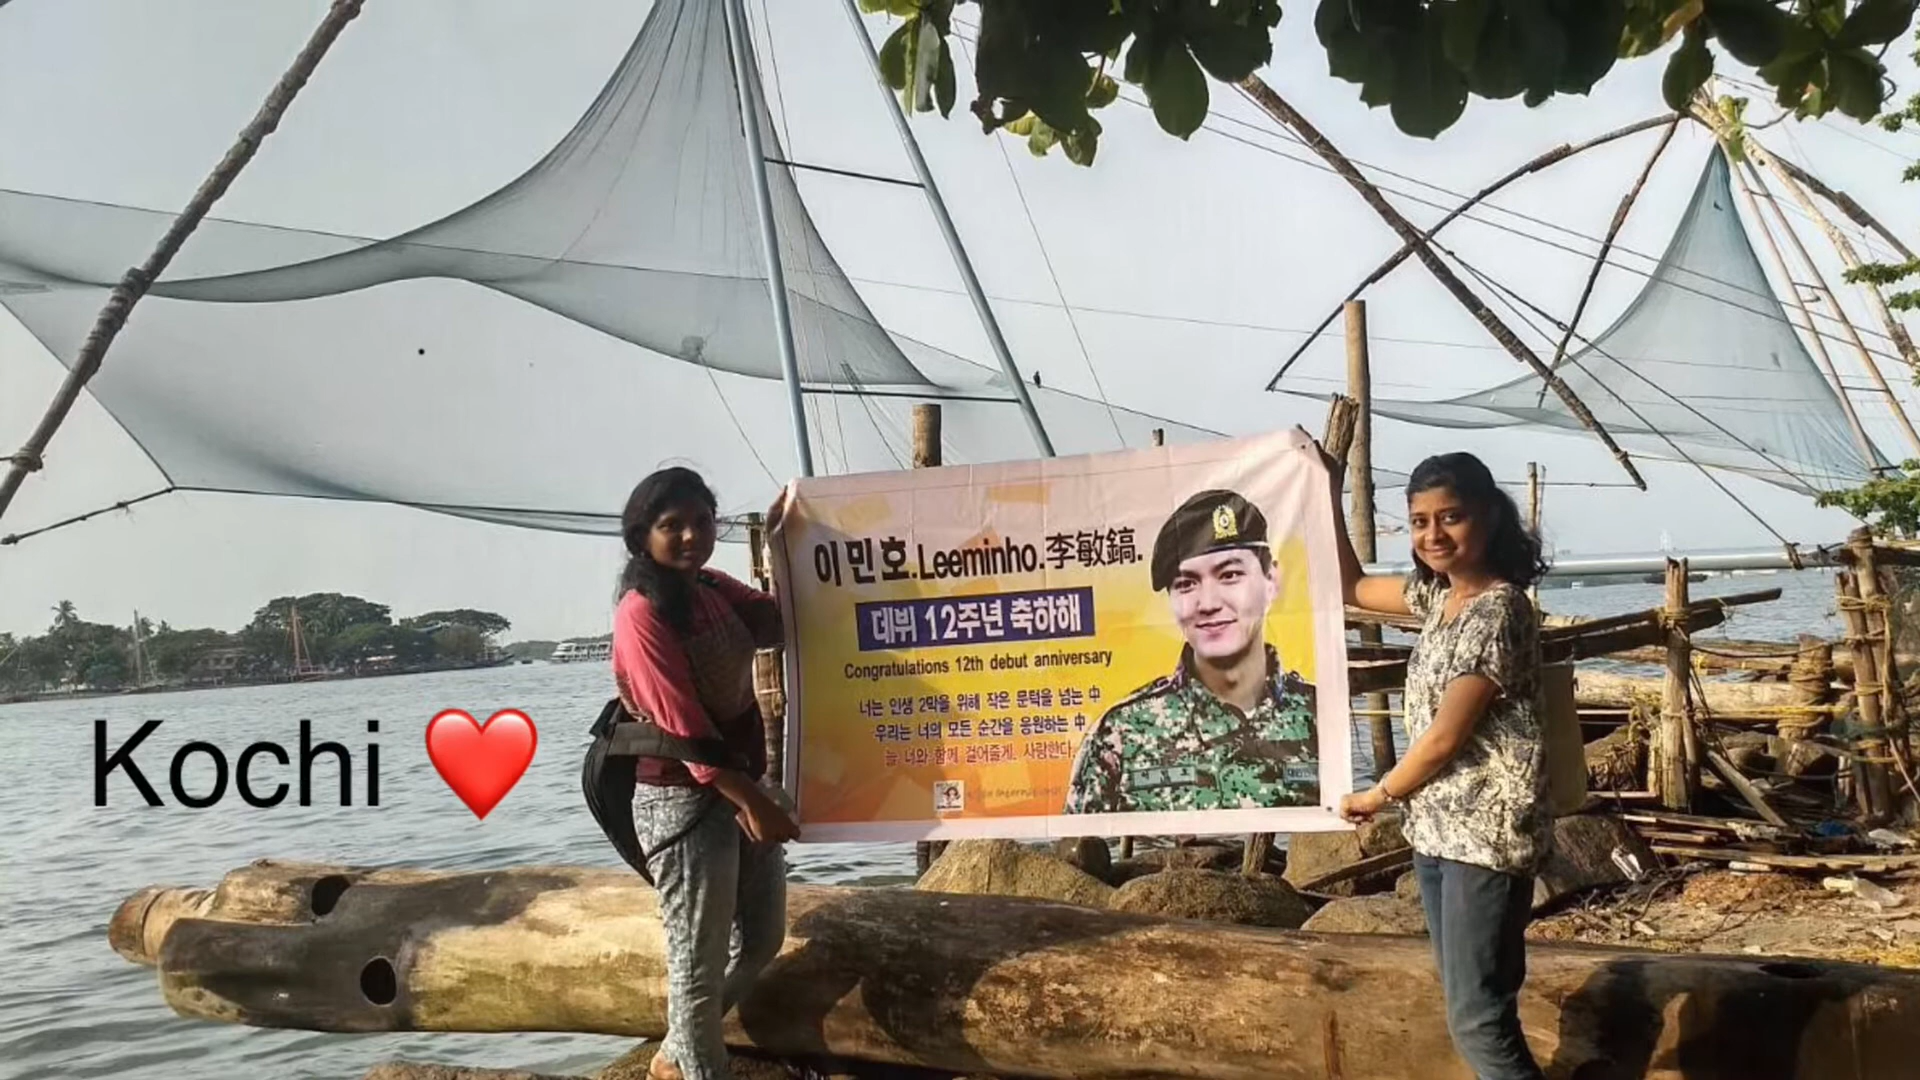 이민호.Leeminho.李敏鎬.
데뷔 12주년 축하해
Congratulations 12th debut anniversary
너는 인생 2막을 위해 작은 문턱을 넘는 中
우리는 너의 모든 순간을 응원하는 中
늘 너와 함께 걸어줄게. 사랑한다.
Kochi ❤️